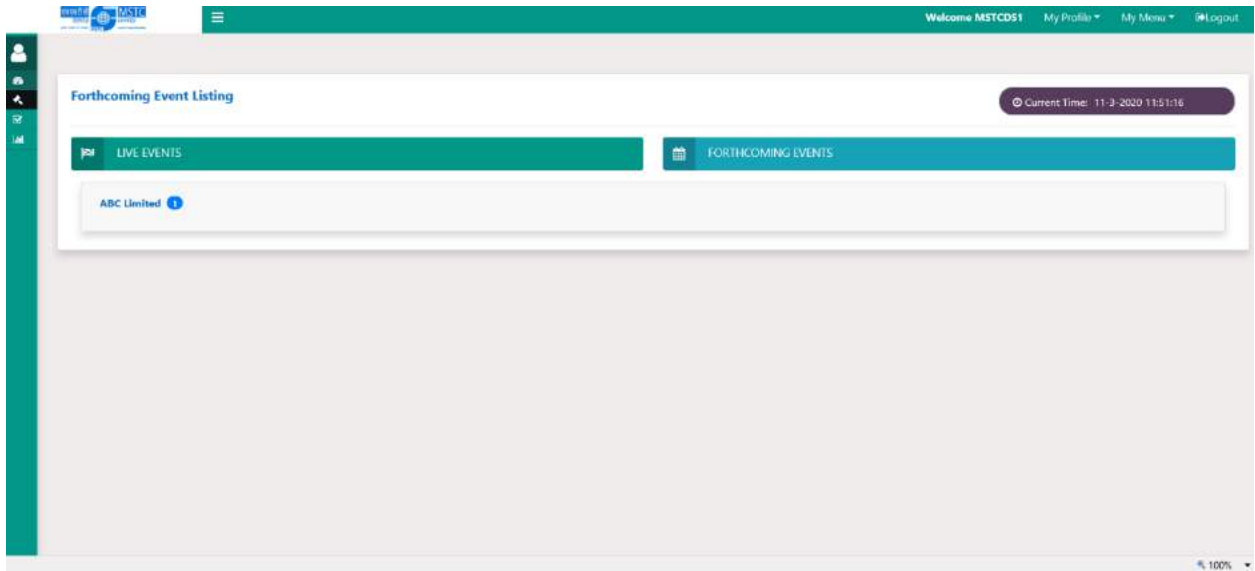 MSTC
Welcome MSTCDS1 My Profile My Menu Logout
Forthcoming Event Listing
Current Time: 11-3-2020 11:51:16
LIVE EVENTS
FORTHCOMING EVENTS
ABC Limited 1
100%